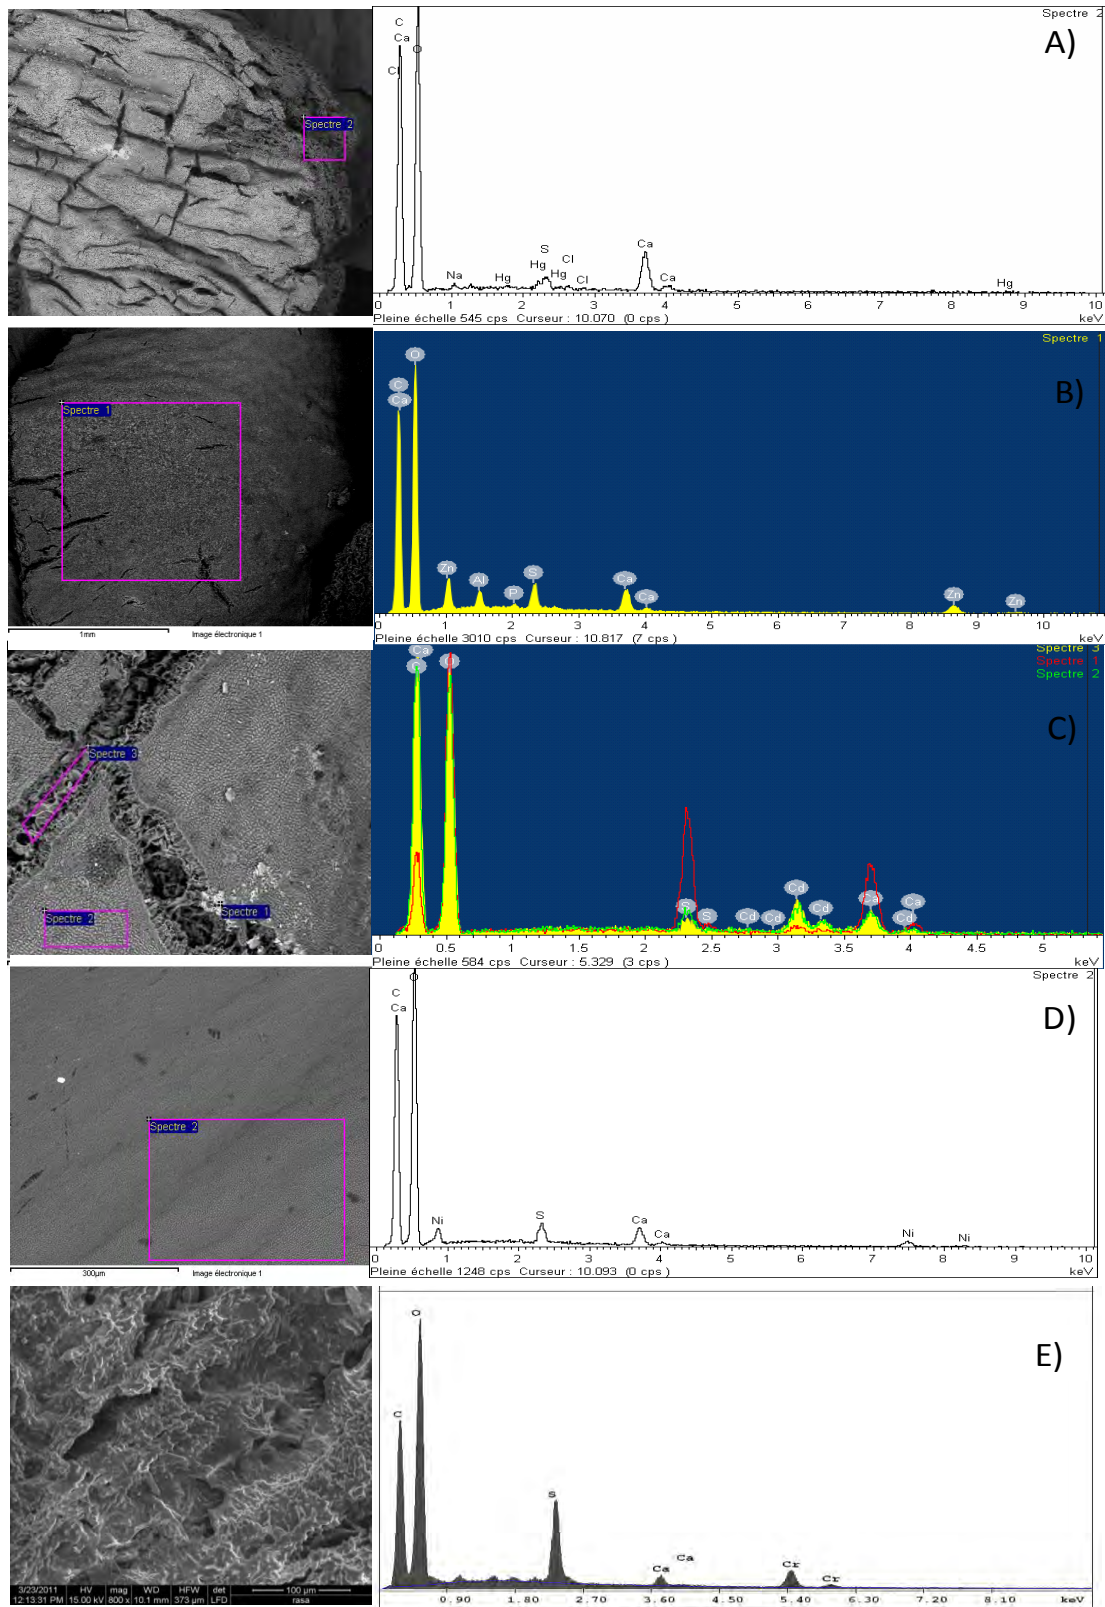 Spectre 2
Spectre 2
A)
C
Ca
O
Cl
Na
Hg
Hg
S
Hg
Cl
Cl
Ca
Ca
Hg
0 1 2 3 4 5 6 7 8 9 10
Pleine échelle 545 cps Curseur : 10.070 (0 cps)
keV
Spectre 1
1mm
Image électronique 1
Spectre 1
B)
C
Ca
O
Zn
Al
P
S
Ca
Ca
Zn
Zn
0 1 2 3 4 5 6 7 8 9 10
Pleine échelle 3010 cps Curseur : 10.817 (7 cps)
keV
Spectre 3
Spectre 2
Spectre 1
Spectre 3
Spectre 1
Spectre 2
C)
Ca
C
S
S
Cd
Cd
Cd
Cd
Cd
Ca
0 0.5 1 1.5 2 2.5 3 3.5 4 4.5 5
Pleine échelle 584 cps Curseur : 5.329 (3 cps)
keV
Spectre 2
300µm
Image électronique 1
Spectre 2
D)
C
Ca
O
Ni
S
Ca
Ca
Ni
Ni
0 1 2 3 4 5 6 7 8 9 10
Pleine échelle 1248 cps Curseur : 10.093 (0 cps)
keV
3/23/2011 HV mag WD HFW det 100 µm
12:13:31 PM 15.00 kV 800 x 10.1 mm 373 µm LFD rasa
E)
C
O
S
Ca
Ca
Cr
Cr
0.90 1.80 2.70 3.60 4.50 5.40 6.30 7.20 8.10 keV